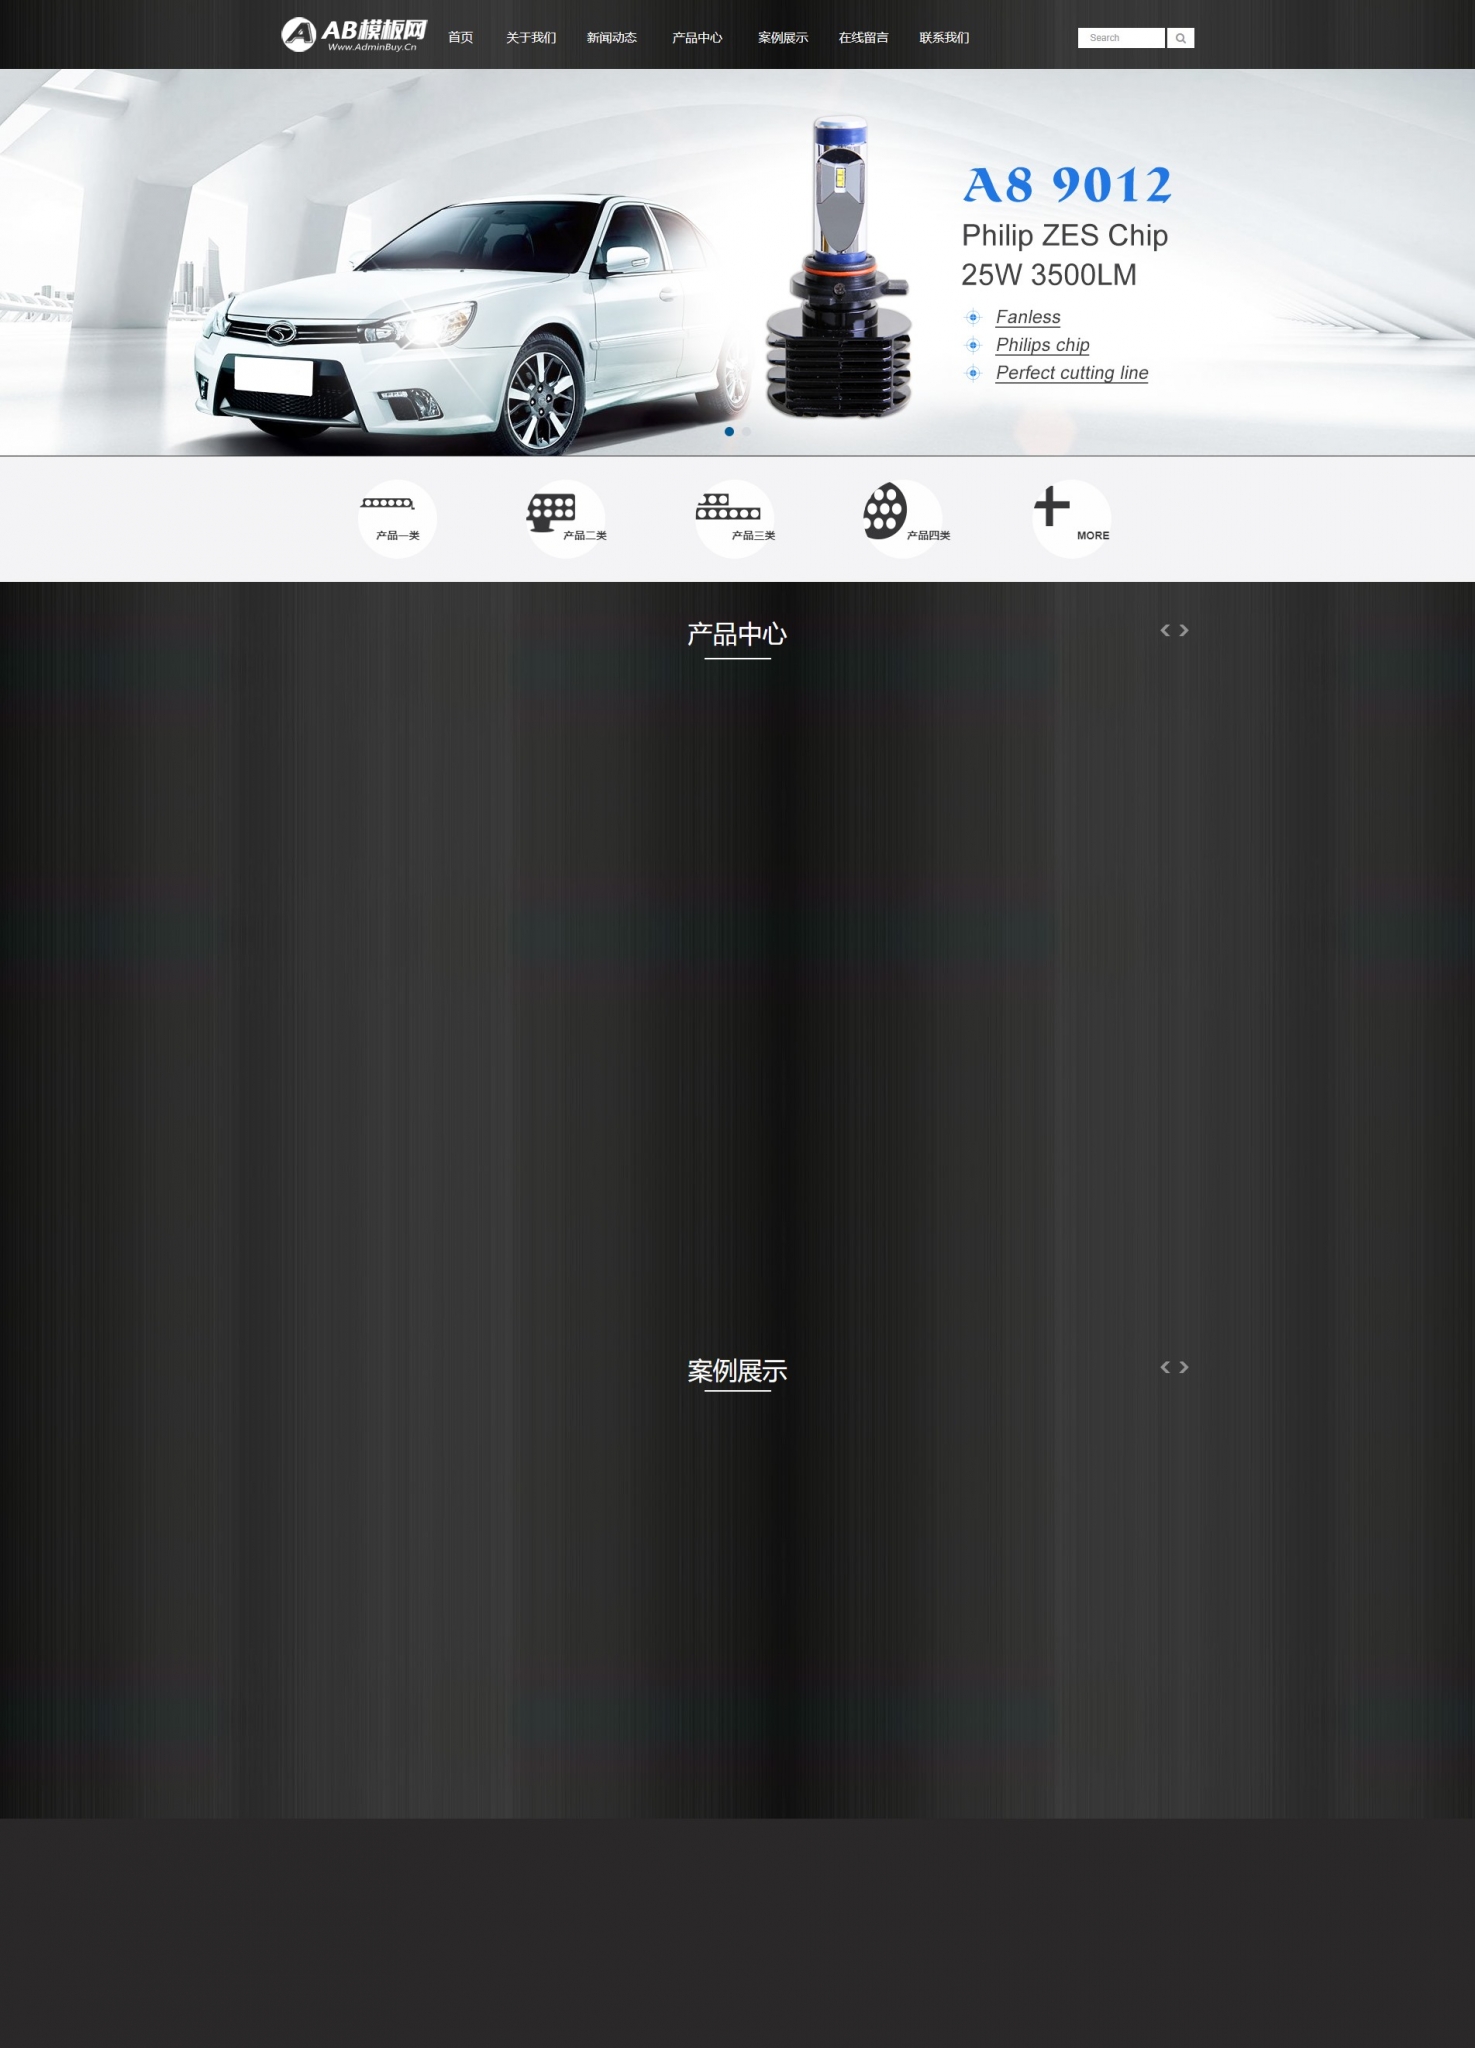 AB模板网
Www.AdminBuy.Cn
首页 关于我们 新闻动态 产品中心 案例展示 在线留言 联系我们
Search
A8 9012
Philip ZES Chip
25W 3500LM
Fanless
Philips chip
Perfect cutting line
产品一类 产品二类 产品三类 产品四类 MORE
产品中心
案例展示